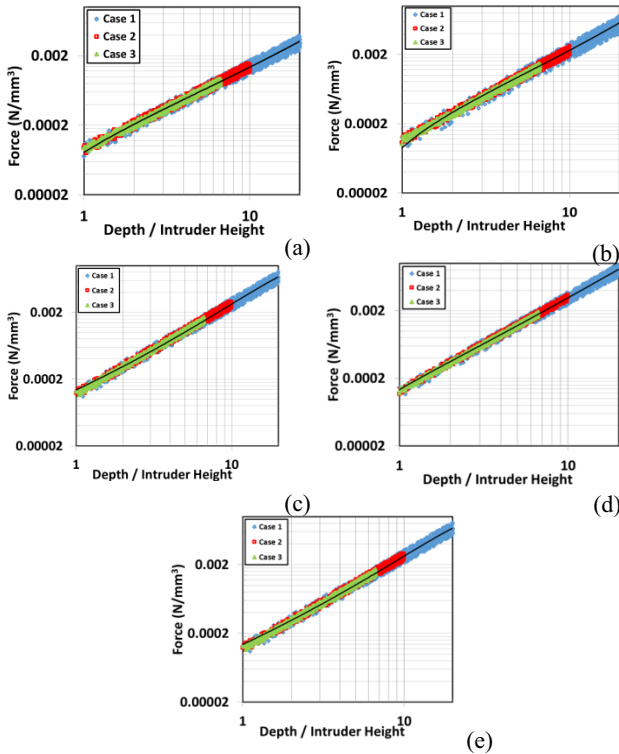 Case 1
Case 2
Case 3
Force (N/mm³)
0.002
0.0002
0.00002
1
10
Depth / Intruder Height
(a)
Case 1
Case 2
Case 3
Force (N/mm³)
0.002
0.0002
0.00002
1
10
Depth / Intruder Height
(b)
Case 1
Case 2
Case 3
Force (N/mm³)
0.002
0.0002
0.00002
1
10
Depth / Intruder Height
(c)
Case 1
Case 2
Case 3
Force (N/mm³)
0.002
0.0002
0.00002
1
10
Depth / Intruder Height
(d)
Case 1
Case 2
Case 3
Force (N/mm³)
0.002
0.0002
0.00002
1
10
Depth / Intruder Height
(e)